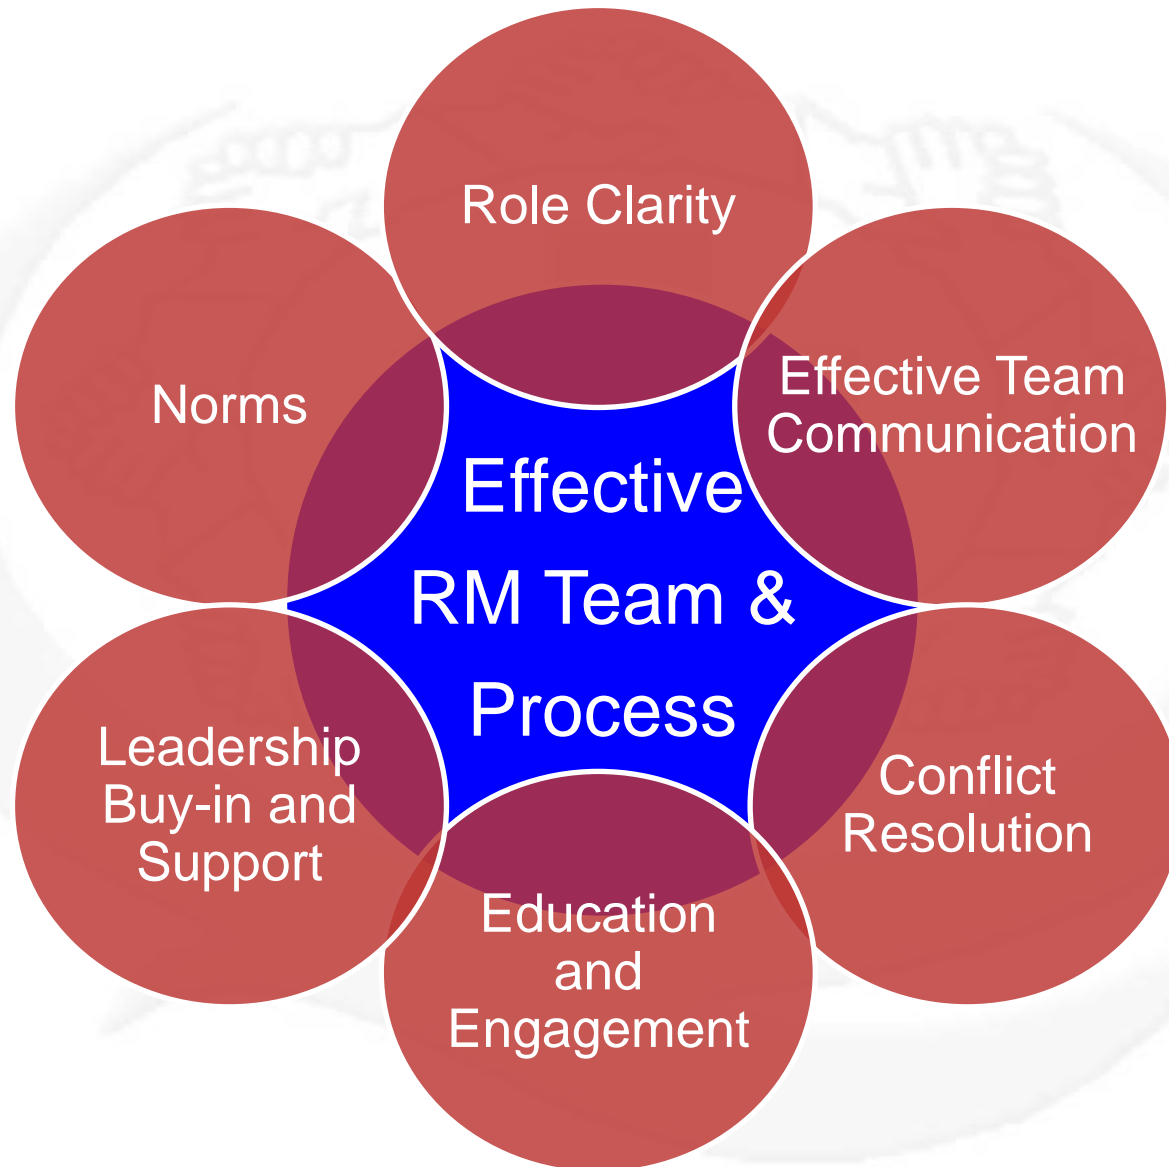 Role Clarity
Effective Team
Communication
Conflict
Resolution
Education
and
Engagement
Leadership
Buy-in and
Support
Norms
Effective
RM Team &
Process